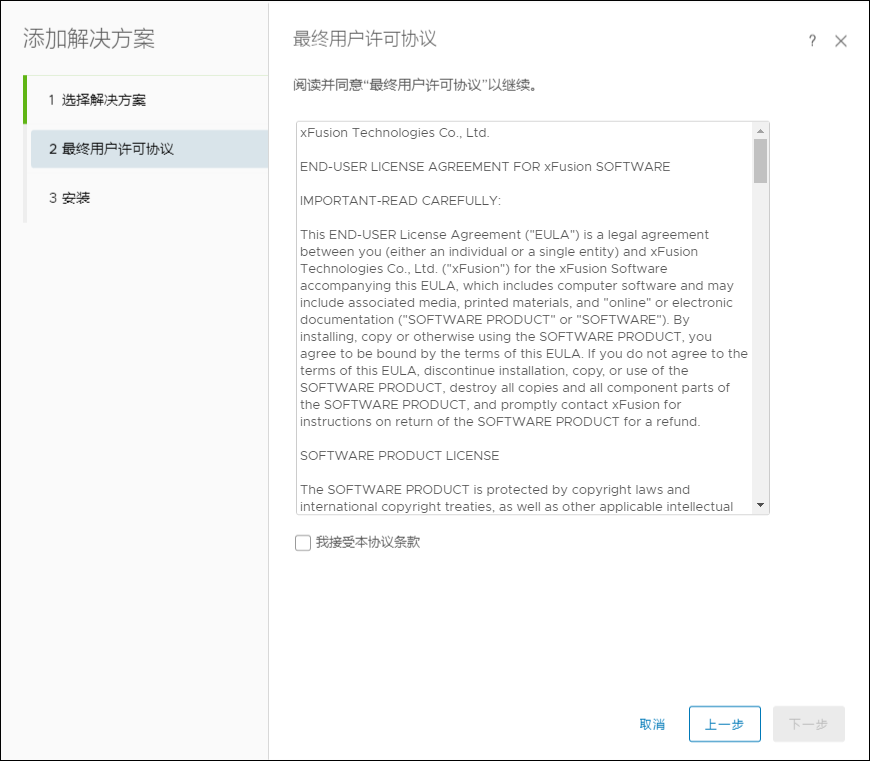 添加解决方案
1 选择解决方案
2 最终用户许可协议
3 安装
最终用户许可协议
?
阅读并同意“最终用户许可协议”以继续。
xFusion Technologies Co., Ltd.
END-USER LICENSE AGREEMENT FOR xFusion SOFTWARE
IMPORTANT-READ CAREFULLY:
This END-USER License Agreement ("EULA") is a legal agreement
between you (either an individual or a single entity) and xFusion
Technologies Co., Ltd. ("xFusion") for the xFusion Software
accompanying this EULA, which includes computer software and may
include associated media, printed materials, and "online" or electronic
documentation ("SOFTWARE PRODUCT" or "SOFTWARE"). By
installing, copy or otherwise using the SOFTWARE PRODUCT, you
agree to be bound by the terms of this EULA. If you do not agree to the
terms of this EULA, discontinue installation, copy, or use of the
SOFTWARE PRODUCT, destroy all copies and all component parts of
the SOFTWARE PRODUCT, and promptly contact xFusion for
instructions on return of the SOFTWARE PRODUCT for a refund.
SOFTWARE PRODUCT LICENSE
The SOFTWARE PRODUCT is protected by copyright laws and
international copyright treaties, as well as other applicable intellectual
我接受本协议条款
取消
上一步
下一步